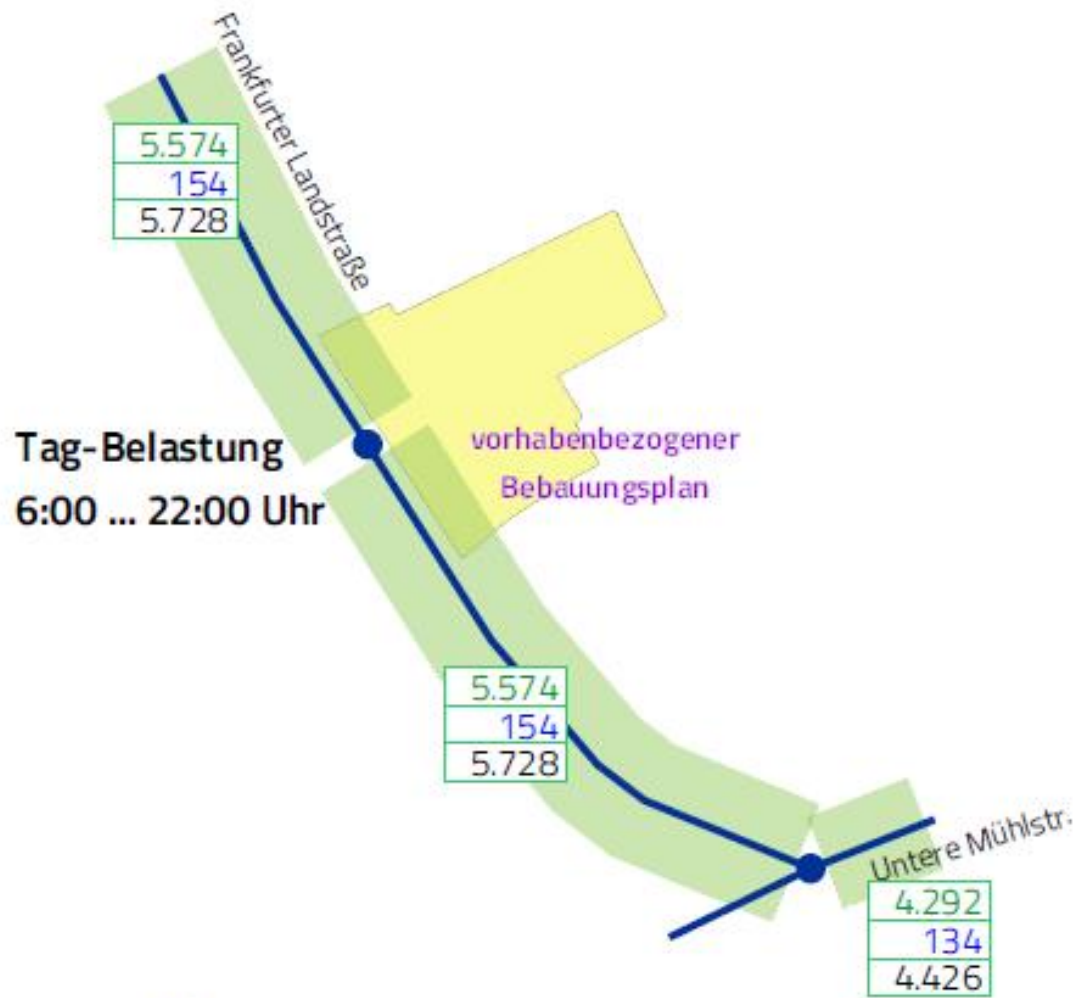 Frankfurter Landstraße
5.574
154
5.728
Tag-Belastung
6:00 ... 22:00 Uhr
vorhabenbezogener
Bebauungsplan
5.574
154
5.728
Untere Mühlstr.
4.292
134
4.426